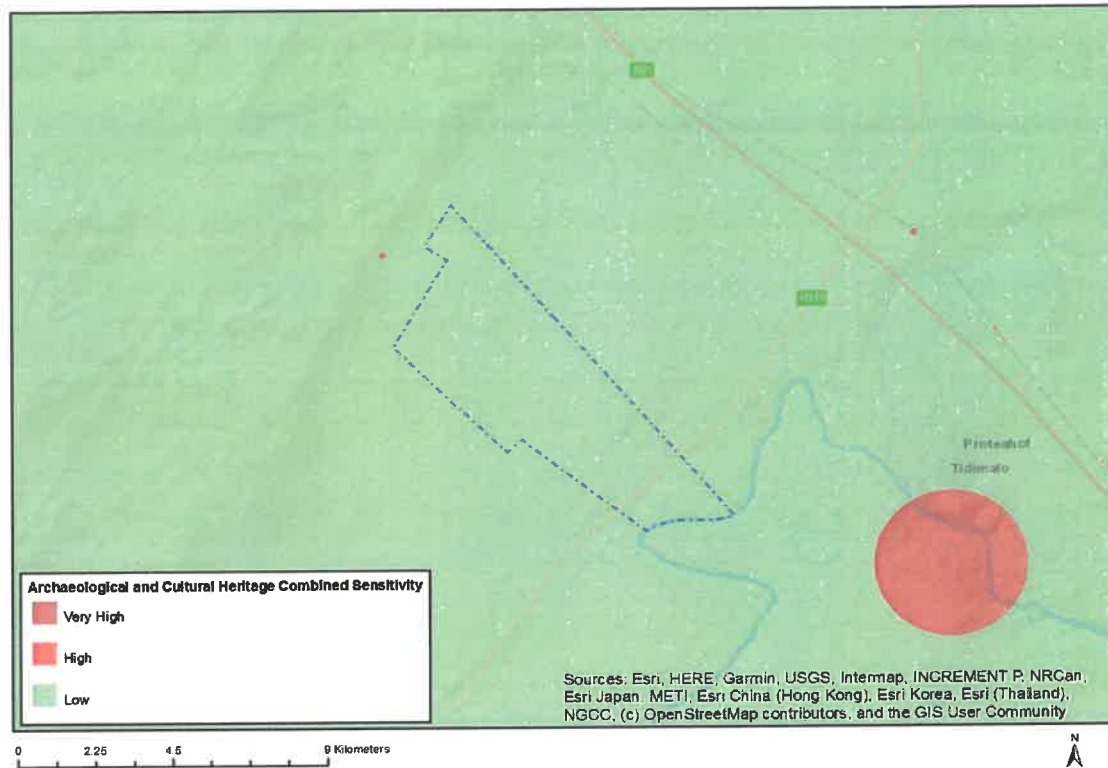 Proteahof
Tidimalo
Archaeological and Cultural Heritage Combined Sensitivity
Very High
High
Low
Sources: Esri, HERE, Garmin, USGS, Intermap, INCREMENT P, NRCan,
Esri Japan, METI, Esri China (Hong Kong), Esri Korea, Esri (Thailand),
NGCC, (c) OpenStreetMap contributors, and the GIS User Community
0 2.25 4.5 9 Kilometers
N